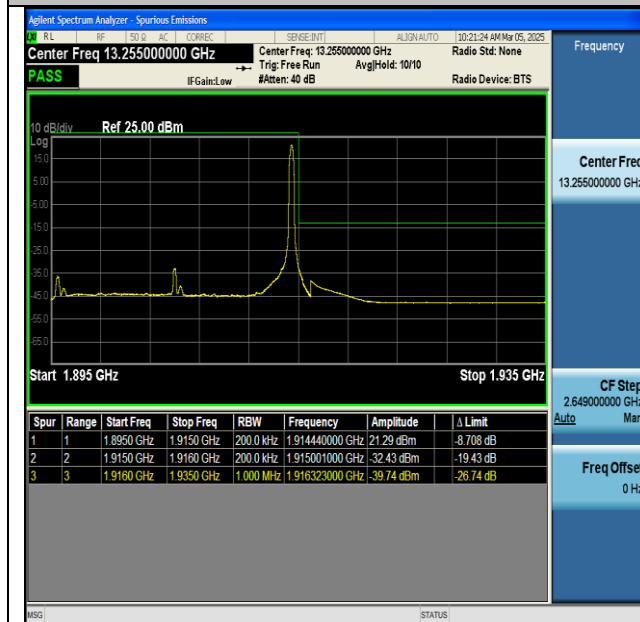 Agilent Spectrum Analyzer - Spurious Emissions
LXI RL RF 50 Ω AC CORREC SENSE:INT ALIGN AUTO 10:21:24 AM Mar 05, 2025
Center Freq 13.255000000 GHz
Center Freq: 13.255000000 GHz
Radio Std: None
Trig: Free Run Avg|Hold: 10/10
PASS
IFGain:Low
#Atten: 40 dB
Radio Device: BTS
10 dB/div Ref 25.00 dBm
Log
15.0
5.00
-5.00
-15.0
-25.0
-35.0
-45.0
-55.0
-65.0
Start 1.895 GHz Stop 1.935 GHz
Spur Range Start Freq Stop Freq RBW Frequency Amplitude Δ Limit
1 1 1.8950 GHz 1.9150 GHz 200.0 kHz 1.914440000 GHz 21.29 dBm -8.708 dB
2 2 1.9150 GHz 1.9160 GHz 200.0 kHz 1.915001000 GHz -32.43 dBm -19.43 dB
3 3 1.9160 GHz 1.9350 GHz 1.000 MHz 1.916323000 GHz -39.74 dBm -26.74 dB
MSG STATUS
Frequency
Center Freq
13.255000000 GHz
CF Step
2.649000000 GHz
Auto Man
Freq Offset
0 Hz